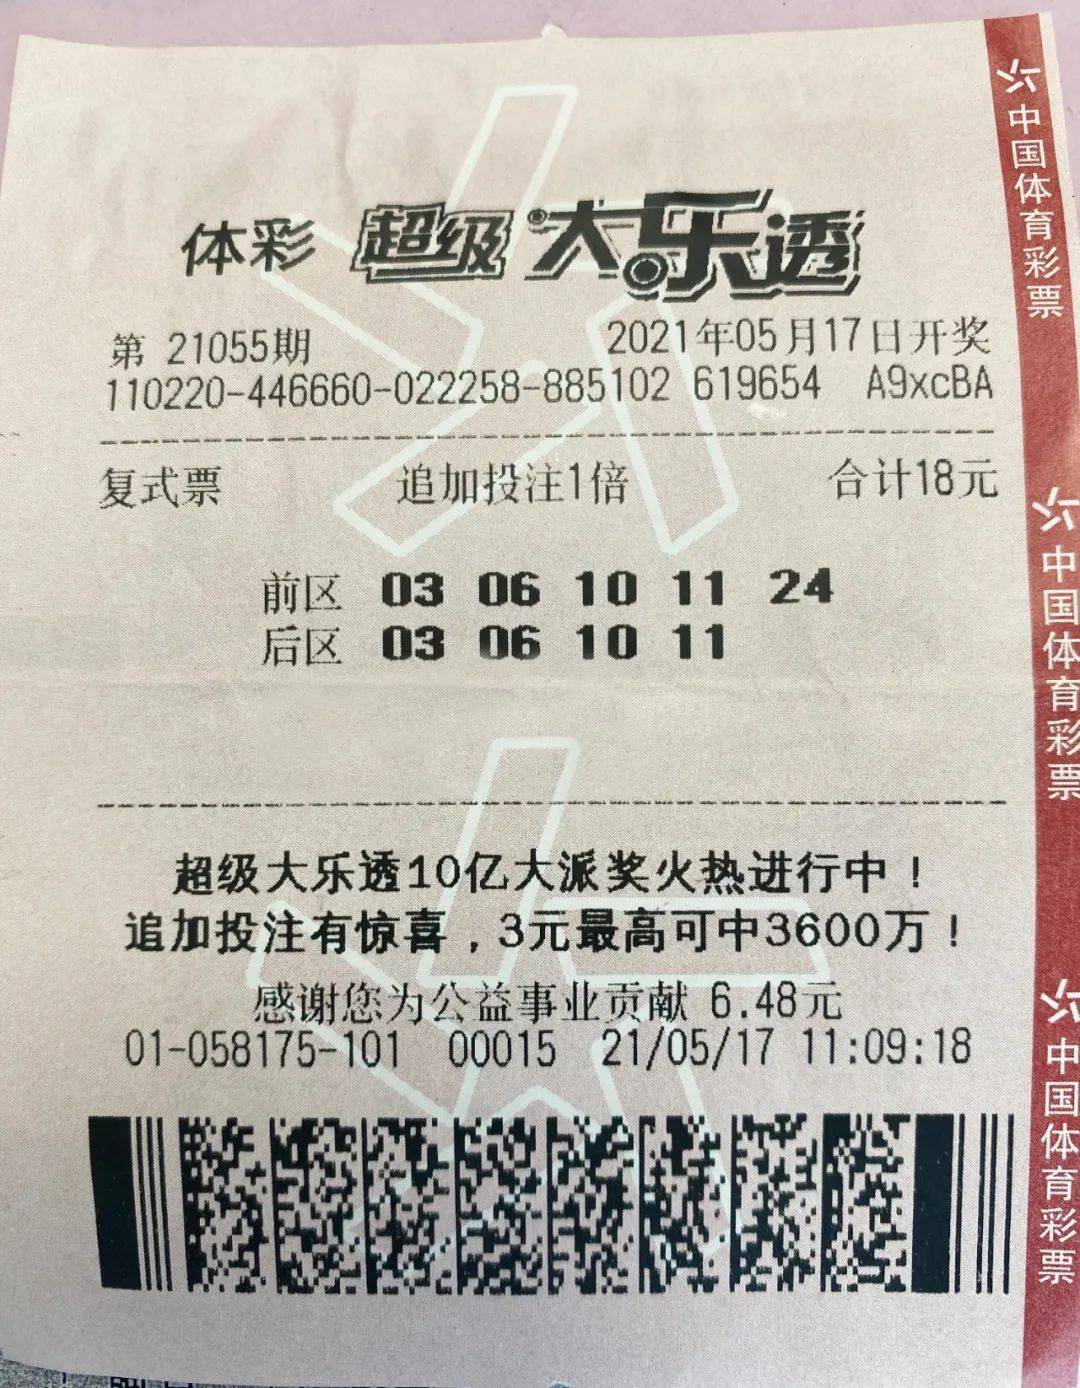 体彩 超级大乐透
第 21055期 2021年05月17日开奖
110220-446660-022258-885102 619654 A9xcBA
复式票 追加投注1倍 合计18元
前区 03 06 10 11 24
后区 03 06 10 11
超级大乐透10亿大派奖火热进行中！
追加投注有惊喜，3元最高可中3600万！
感谢您为公益事业贡献 6.48元
01-058175-101 00015 21/05/17 11:09:18
中国体育彩票
中国体育彩票
中国体育彩票